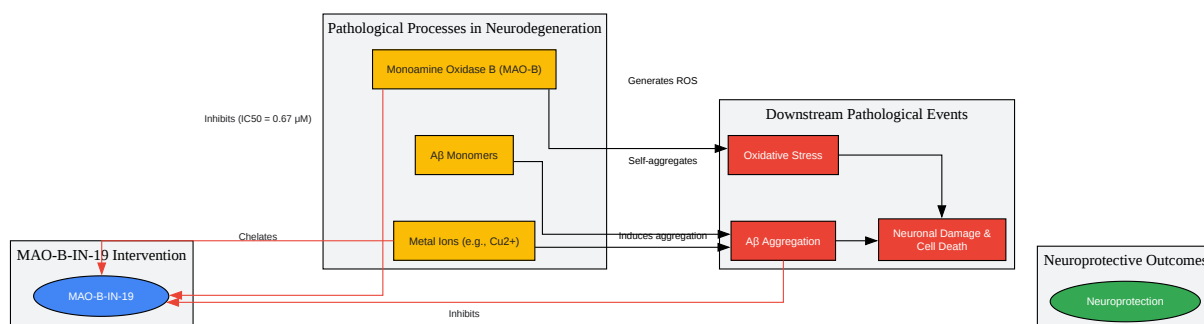 Pathological Processes in Neurodegeneration
Monoamine Oxidase B (MAO-B)
Generates ROS
Inhibits (IC50 = 0.67 µM)
Downstream Pathological Events
Aβ Monomers
Self-aggregates
Oxidative Stress
Metal Ions (e.g., Cu2+)
Chelates
Induces aggregation
Aβ Aggregation
Neuronal Damage &
Cell Death
MAO-B-IN-19 Intervention
MAO-B-IN-19
Inhibits
Neuroprotective Outcomes
Neuroprotection